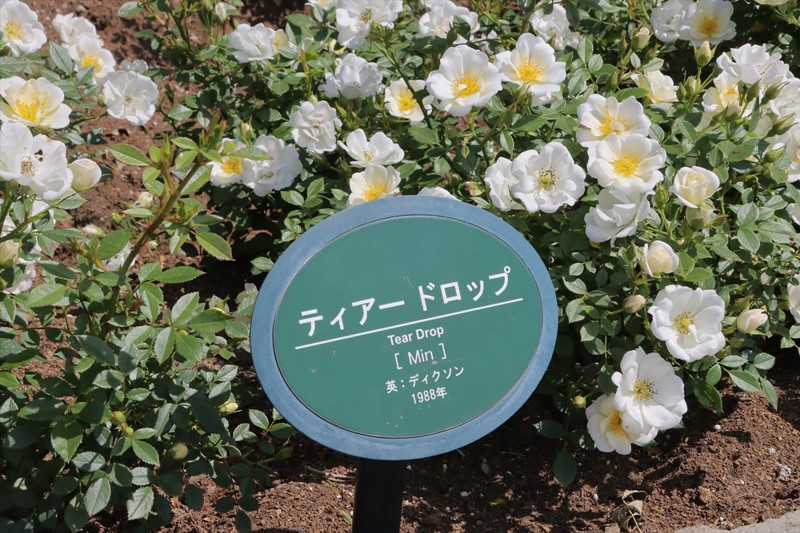 ティアー ドロップ
Tear Drop
[ Min ]
英：ディクソン
1988年